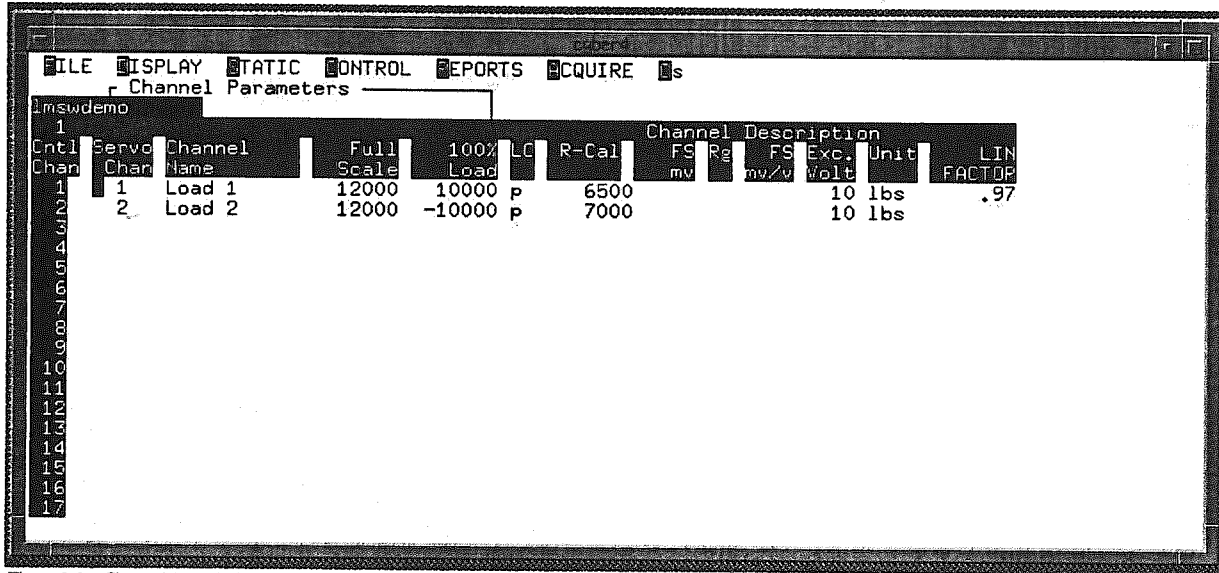 FILE DISPLAY STATIC CONTROL REPORTS ACQUIRE
Channel Parameters
lmswdemo
1 Channel Description
Cntl Servo Channel Full 100% LC R-Cal FS Rg FS Exc. Unit LIN
Chan Chan Name Scale Load mv mv/v Volt FACTOR
1 1 Load 1 12000 10000 p 6500 10 lbs .97
2 2 Load 2 12000 -10000 p 7000 10 lbs
3
4
5
6
7
8
9
10
11
12
13
14
15
16
17